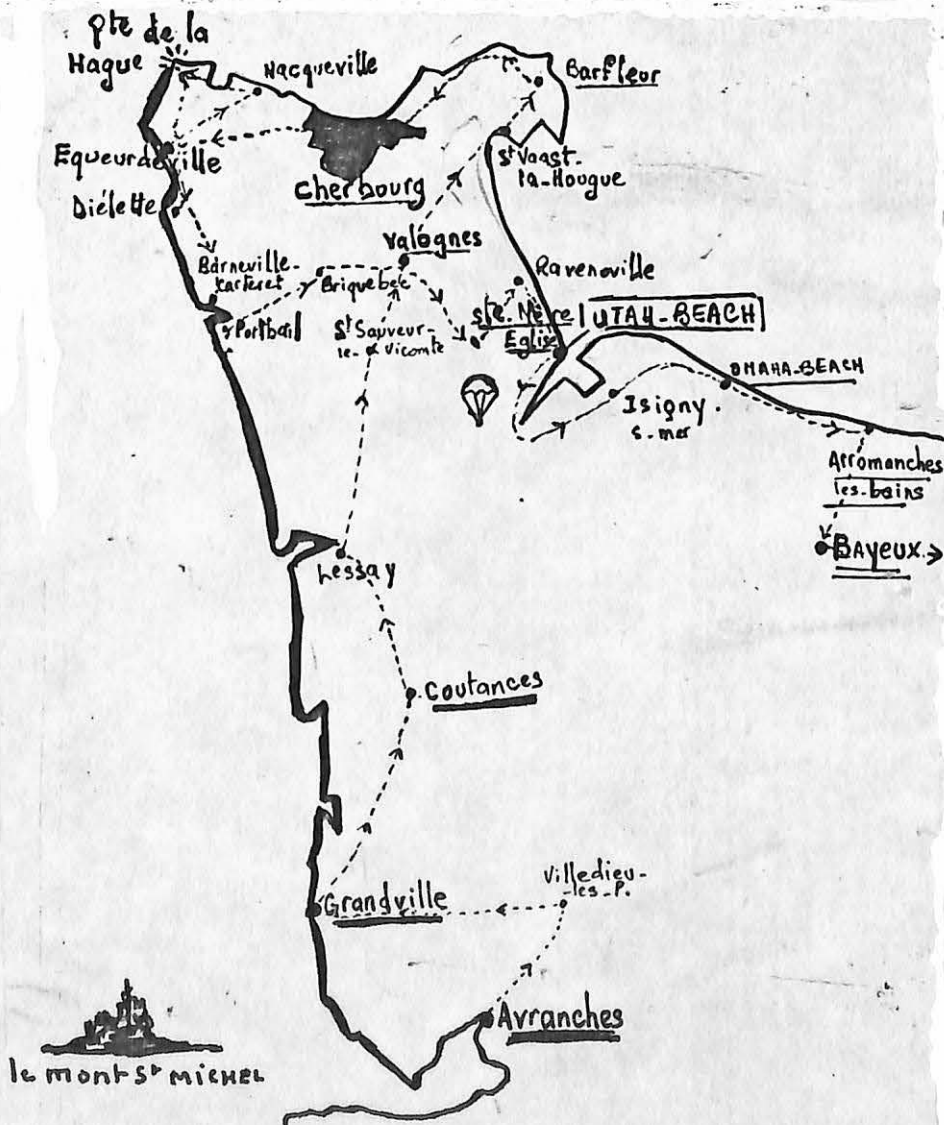 Pte de la
Hague
Nacqueville
Barfleur
Equeurdeville
Cherbourg
St Vaast-
la-Hougue
Diélette
Valognes
Barneville-
Carteret
Briquebec
Ravenoville
Portbail
St Sauveur-
le- Vicomte
Ste. Mère
Eglise
UTAH-BEACH
OMAHA-BEACH
Isigny.
s-mer
Arromanches
les-bains
BAYEUX
Lessay
Coutances
Villedieu-
les-P.
Grandville
Avranches
le mont St MICHEL